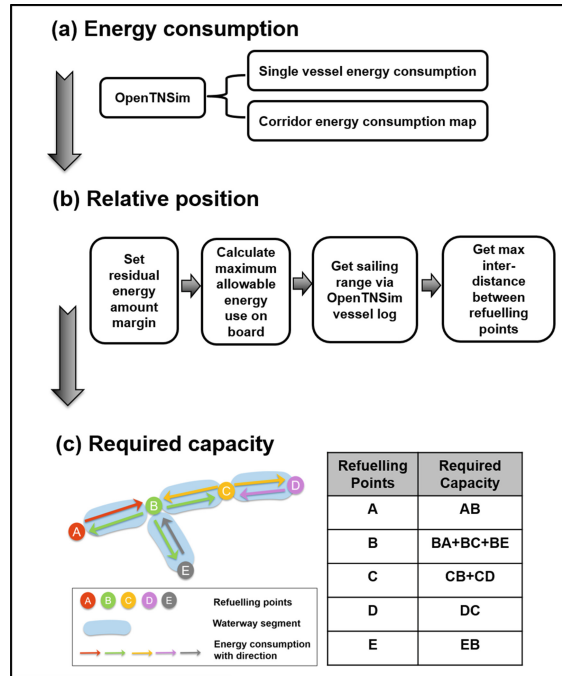 (a) Energy consumption
OpenTNSim
Single vessel energy consumption
Corridor energy consumption map
(b) Relative position
Set
residual
energy
amount
margin
Calculate
maximum
allowable
energy
use on
board
Get sailing
range via
OpenTNSim
vessel log
Get max
inter-
distance
between
refuelling
points
(c) Required capacity
A
B
C
D
E
A B C D E Refuelling points
Waterway segment
Energy consumption
with direction
Refuelling
Points
Required
Capacity
A AB
B BA+BC+BE
C CB+CD
D DC
E EB